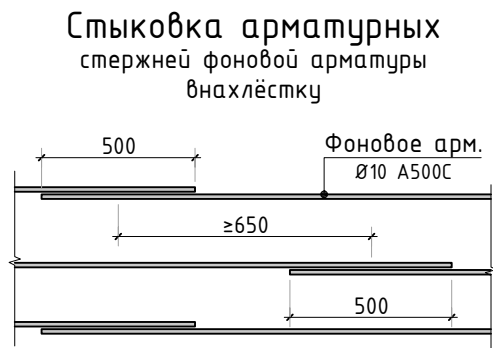 Стыковка арматурных
стержней фоновой арматуры
внахлёстку
500
Фоновое арм.
Ø10 А500С
≥650
500